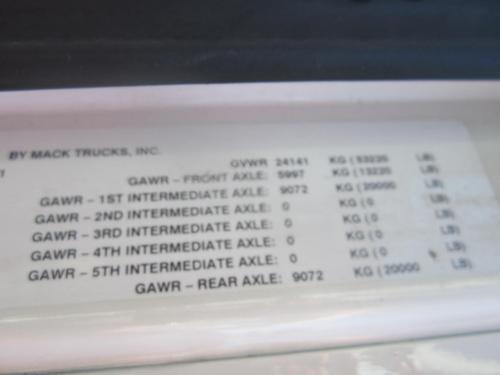 BY MACK TRUCKS, INC.
GVWR 24141 KG ( 53220 LB)
GAWR - FRONT AXLE: 5997 KG ( 13220 LB)
GAWR - 1ST INTERMEDIATE AXLE: 9072 KG ( 20000 LB)
GAWR - 2ND INTERMEDIATE AXLE: 0 KG ( 0 LB)
GAWR - 3RD INTERMEDIATE AXLE: 0 KG ( 0 LB)
GAWR - 4TH INTERMEDIATE AXLE: 0 KG ( 0 LB)
GAWR - 5TH INTERMEDIATE AXLE: 0 KG ( 0 LB)
GAWR - REAR AXLE: 9072 KG ( 20000 LB)